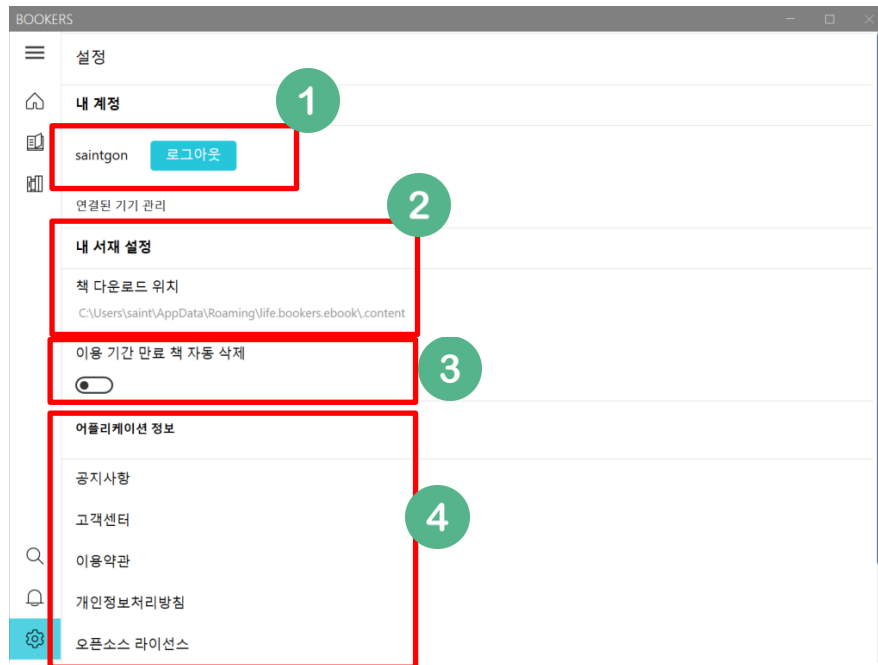 BOOKERS
설정
내 계정
1
saintgon 로그아웃
연결된 기기 관리
2
내 서재 설정
책 다운로드 위치
C:\Users\saint\AppData\Roaming\life.bookers.ebook\.content
이용 기간 만료 책 자동 삭제
3
어플리케이션 정보
공지사항
고객센터
4
이용약관
개인정보처리방침
오픈소스 라이선스